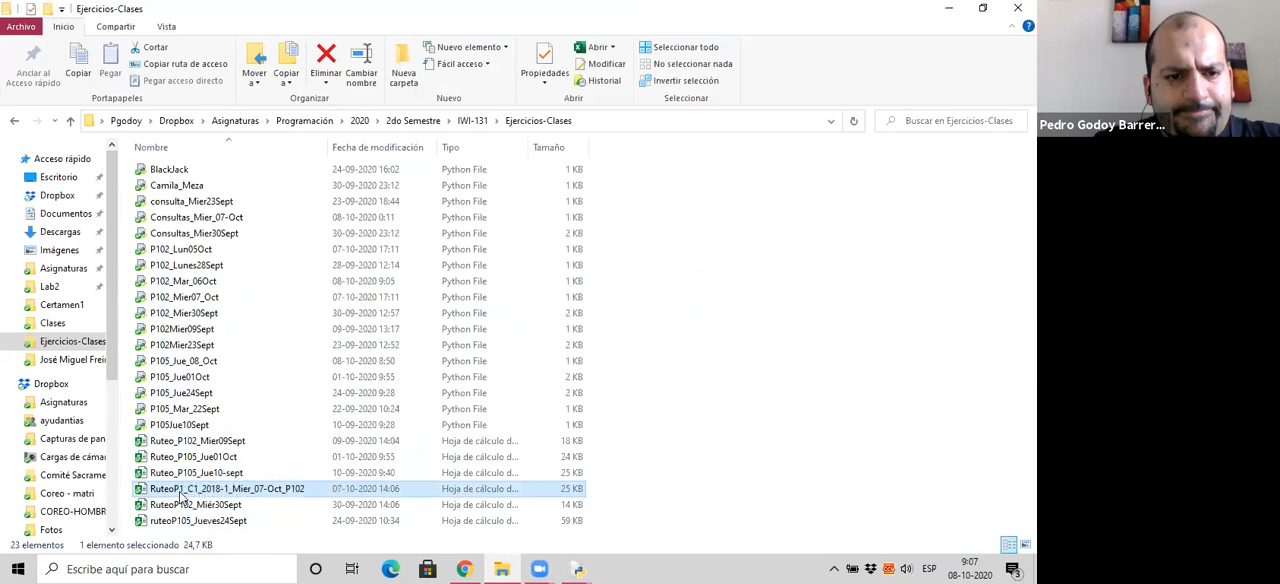 Ejercicios-Clases
Archivo Inicio Compartir Vista
Anclar al Acceso rápido
Copiar
Pegar
Cortar
Copiar ruta de acceso
Pegar acceso directo
Portapapeles
Mover a
Copiar a
Eliminar
Cambiar nombre
Organizar
Nueva carpeta
Nuevo elemento
Fácil acceso
Nuevo
Propiedades
Abrir
Modificar
Historial
Abrir
Seleccionar todo
No seleccionar nada
Invertir selección
Seleccionar
Pgodoy > Dropbox > Asignaturas > Programación > 2020 > 2do Semestre > IWI-131 > Ejercicios-Clases
Buscar en Ejercicios-Clases
Pedro Godoy Barrer...
Acceso rápido
Escritorio
Dropbox
Documentos
Descargas
Imágenes
Asignaturas
Lab2
Certamen1
Clases
Ejercicios-Clases
José Miguel Frei
Dropbox
Asignaturas
ayudantias
Capturas de pan
Cargas de cáma
Comité Sacrame
Coreo - matri
COREO-HOMBR
Fotos
Nombre Fecha de modificación Tipo Tamaño
BlackJack 24-09-2020 16:02 Python File 1 KB
Camila_Meza 30-09-2020 23:12 Python File 1 KB
consulta_Mier23Sept 23-09-2020 18:44 Python File 1 KB
Consultas_Mier_07-Oct 08-10-2020 0:11 Python File 1 KB
Consultas_Mier30Sept 30-09-2020 23:12 Python File 2 KB
P102_Lun05Oct 07-10-2020 17:11 Python File 1 KB
P102_Lunes28Sept 28-09-2020 12:14 Python File 1 KB
P102_Mar_06Oct 08-10-2020 9:05 Python File 1 KB
P102_Mier07_Oct 07-10-2020 17:11 Python File 1 KB
P102_Mier30Sept 30-09-2020 12:57 Python File 2 KB
P102Mier09Sept 09-09-2020 13:17 Python File 1 KB
P102Mier23Sept 23-09-2020 12:52 Python File 2 KB
P105_Jue_08_Oct 08-10-2020 8:50 Python File 1 KB
P105_Jue01Oct 01-10-2020 9:55 Python File 2 KB
P105_Jue24Sept 24-09-2020 9:28 Python File 2 KB
P105_Mar_22Sept 22-09-2020 10:24 Python File 1 KB
P105Jue10Sept 10-09-2020 9:28 Python File 1 KB
Ruteo_P102_Mier09Sept 09-09-2020 14:04 Hoja de cálculo d... 18 KB
Ruteo_P105_Jue01Oct 01-10-2020 9:55 Hoja de cálculo d... 24 KB
Ruteo_P105_Jue10-sept 10-09-2020 9:40 Hoja de cálculo d... 25 KB
RuteoP1_C1_2018-1_Mier_07-Oct_P102 07-10-2020 14:06 Hoja de cálculo d... 25 KB
RuteoP102_Miér30Sept 30-09-2020 14:06 Hoja de cálculo d... 14 KB
ruteoP105_Jueves24Sept 24-09-2020 10:34 Hoja de cálculo d... 59 KB
23 elementos 1 elemento seleccionado 24,7 KB
Escribe aquí para buscar
ESP
9:07
08-10-2020
3